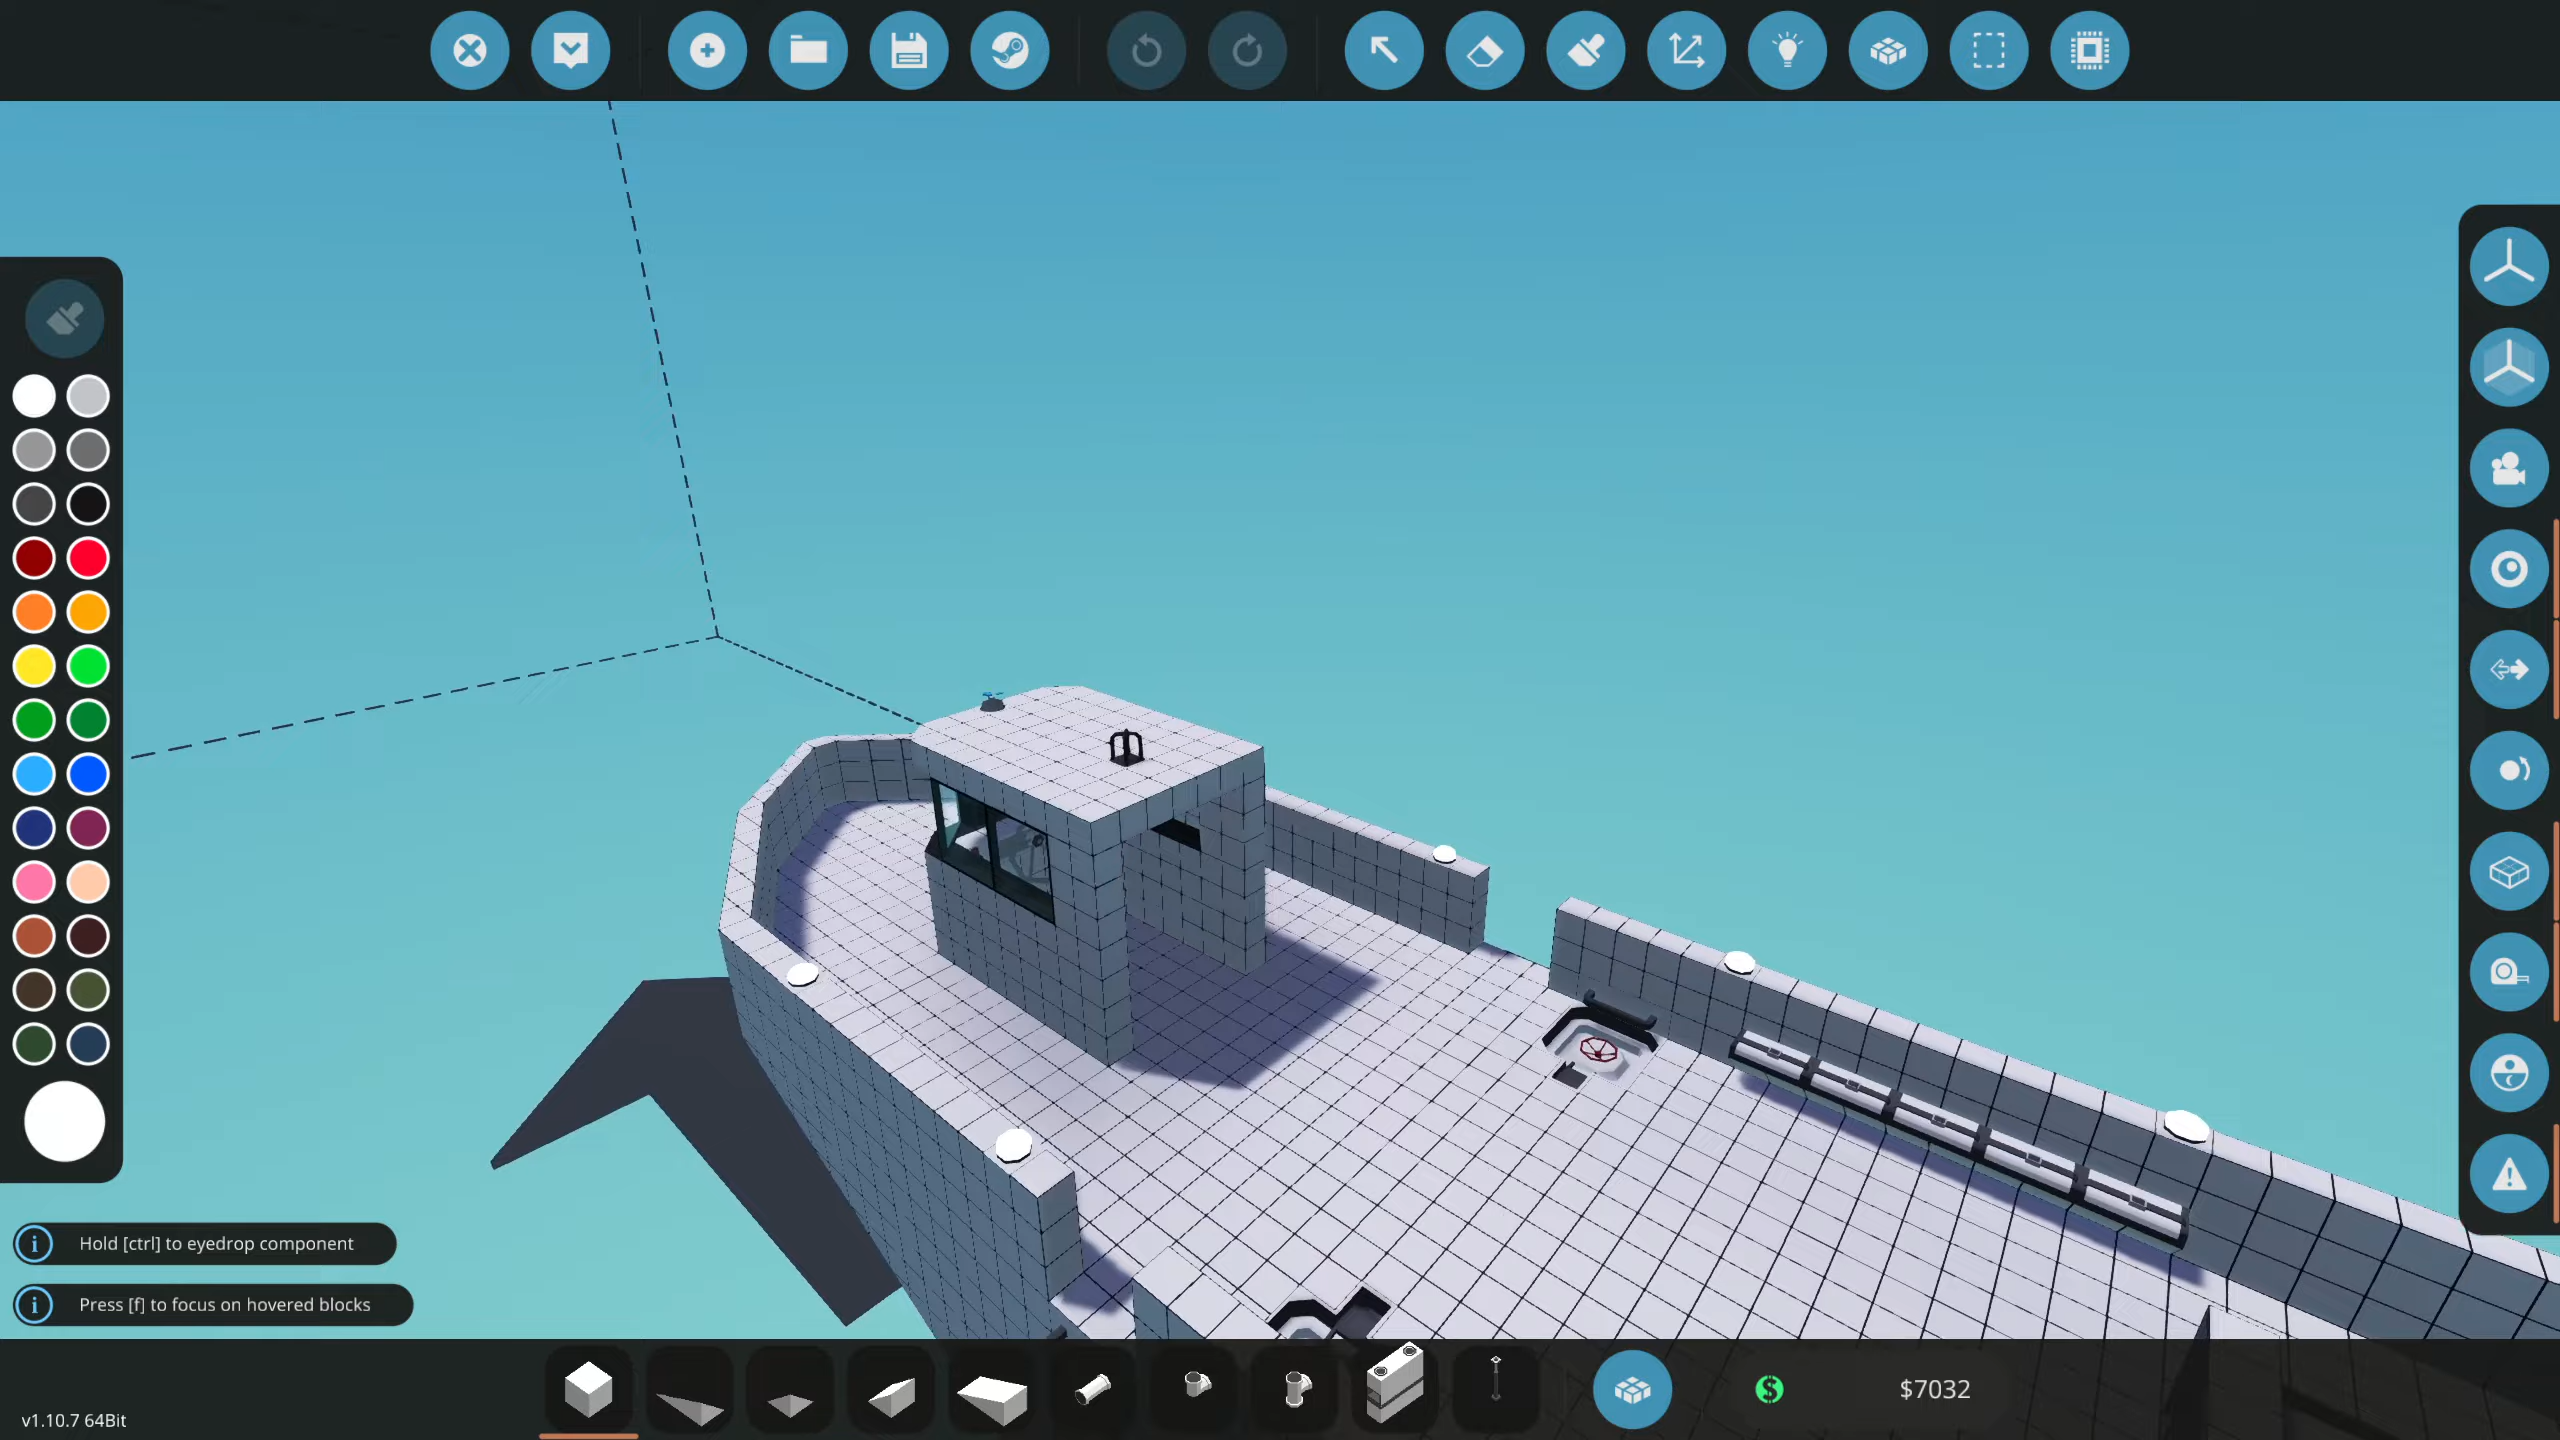 Hold [ctrl] to eyedrop component
Press [f] to focus on hovered blocks
v1.10.7 64Bit
$7032